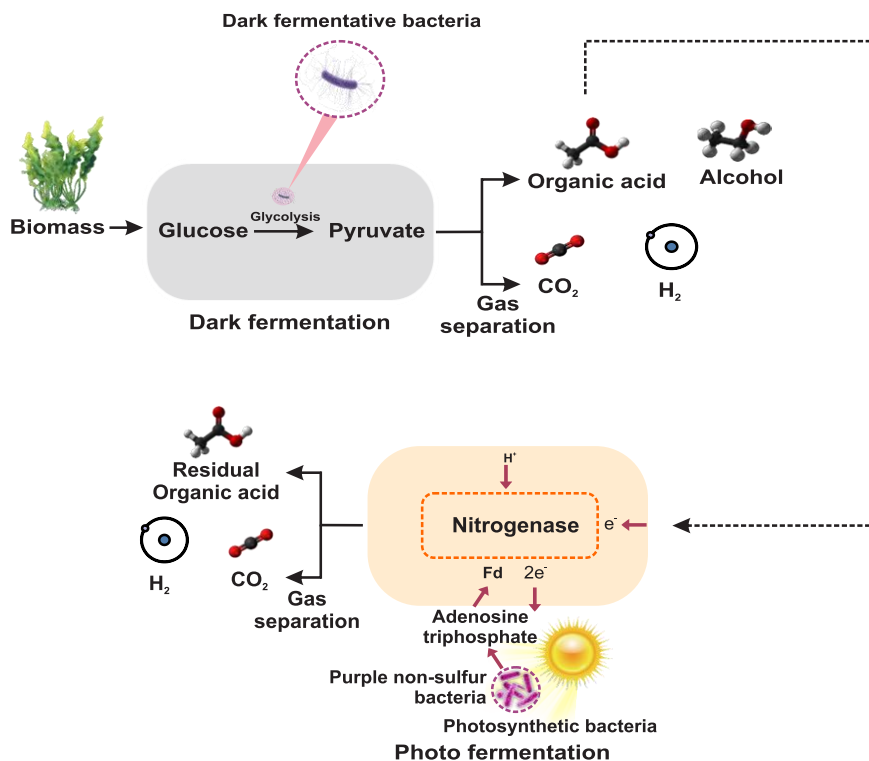 Dark fermentative bacteria
Biomass
Glucose
Glycolysis
Pyruvate
Dark fermentation
Organic acid
Alcohol
CO₂
H₂
Gas
separation
Residual
Organic acid
H₂
CO₂
Gas
separation
H⁺
Nitrogenase
e⁻
Fd
2e⁻
Adenosine
triphosphate
Purple non-sulfur
bacteria
Photosynthetic bacteria
Photo fermentation